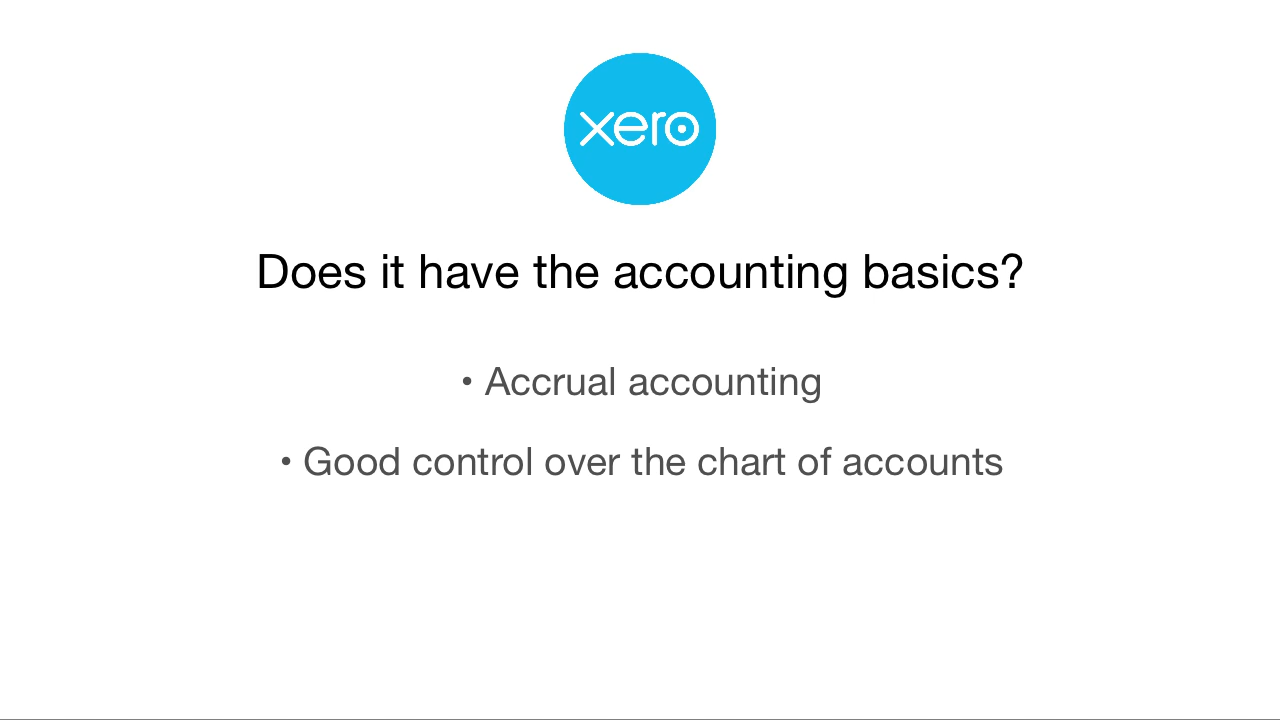 xero
Does it have the accounting basics?
• Accrual accounting
• Good control over the chart of accounts